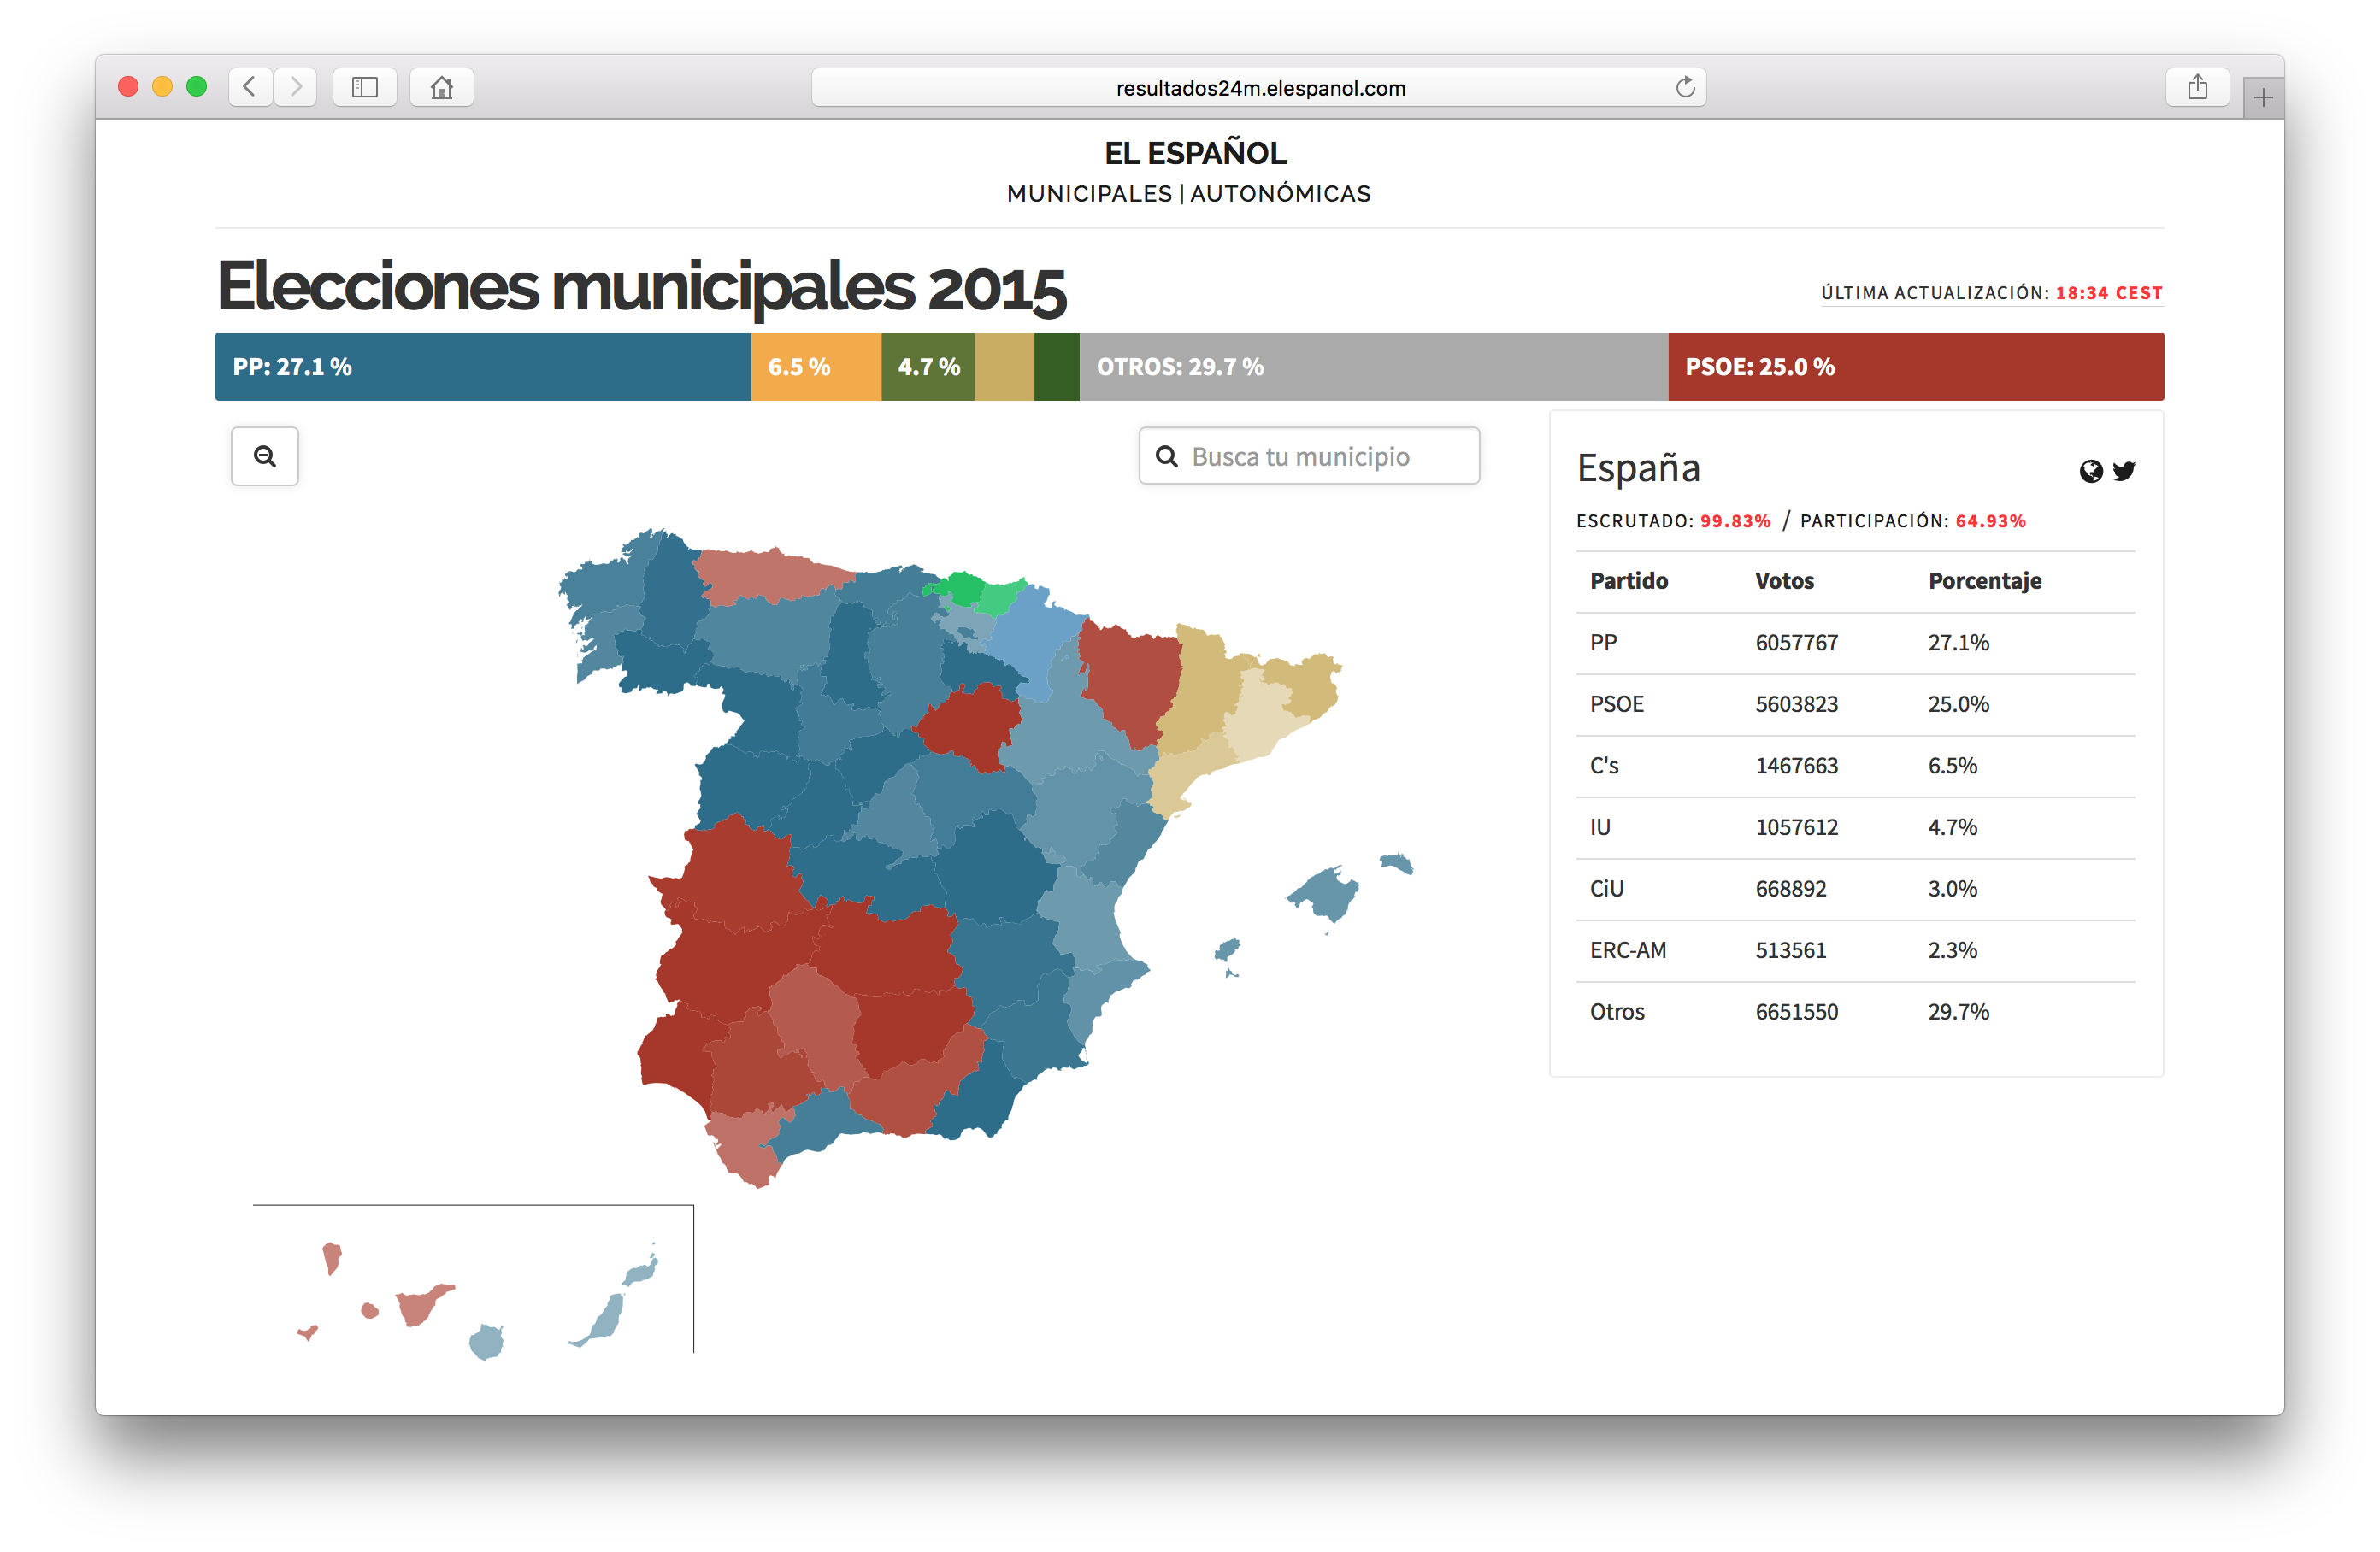 resultados24m.elespanol.com
EL ESPAÑOL
MUNICIPALES | AUTONÓMICAS
Elecciones municipales 2015
ÚLTIMA ACTUALIZACIÓN: 18:34 CEST
PP: 27.1 % 6.5 % 4.7 % OTROS: 29.7 % PSOE: 25.0 %
Busca tu municipio
España
ESCRUTADO: 99.83% / PARTICIPACIÓN: 64.93%
Partido Votos Porcentaje
PP 6057767 27.1%
PSOE 5603823 25.0%
C's 1467663 6.5%
IU 1057612 4.7%
CiU 668892 3.0%
ERC-AM 513561 2.3%
Otros 6651550 29.7%